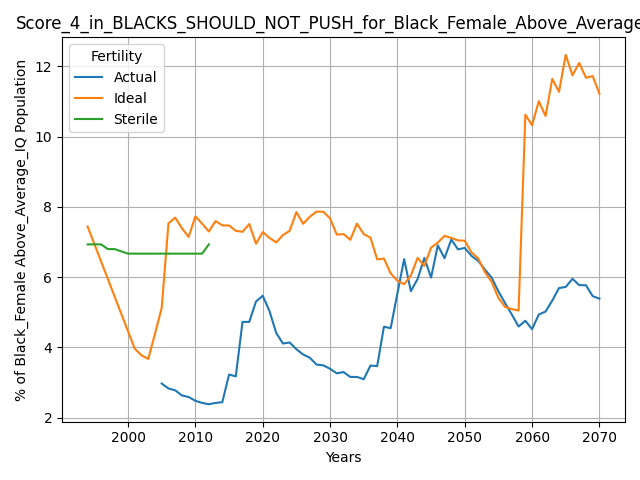 Score_4_in_BLACKS_SHOULD_NOT_PUSH_for_Black_Female_Above_Average
Fertility
Actual
Ideal
Sterile
% of Black_Female Above_Average_IQ Population
12
10
8
6
4
2
2000 2010 2020 2030 2040 2050 2060 2070
Years